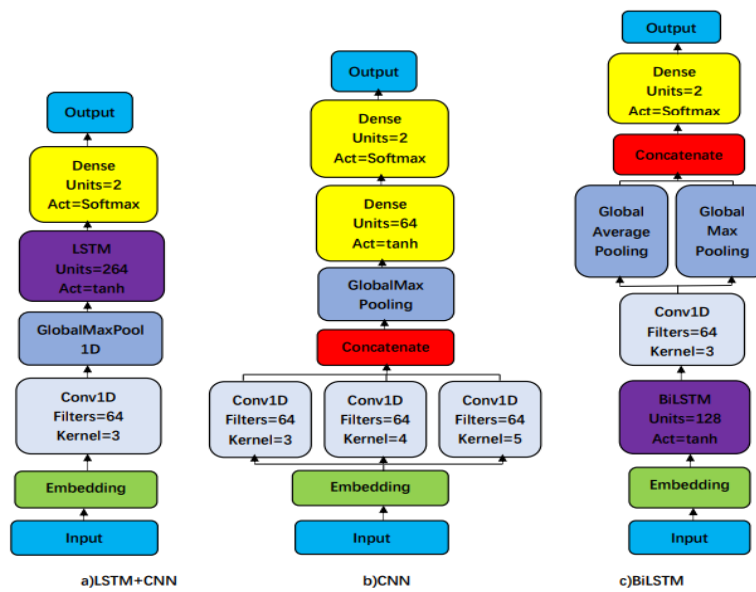 Output
Dense
Units=2
Act=Softmax
LSTM
Units=264
Act=tanh
GlobalMaxPool
1D
Conv1D
Filters=64
Kernel=3
Embedding
Input
a)LSTM+CNN
Output
Dense
Units=2
Act=Softmax
Dense
Units=64
Act=tanh
GlobalMax
Pooling
Concatenate
Conv1D
Filters=64
Kernel=3
Conv1D
Filters=64
Kernel=4
Conv1D
Filters=64
Kernel=5
Embedding
Input
b)CNN
Output
Dense
Units=2
Act=Softmax
Concatenate
Global
Average
Pooling
Global
Max
Pooling
Conv1D
Filters=64
Kernel=3
BiLSTM
Units=128
Act=tanh
Embedding
Input
c)BiLSTM